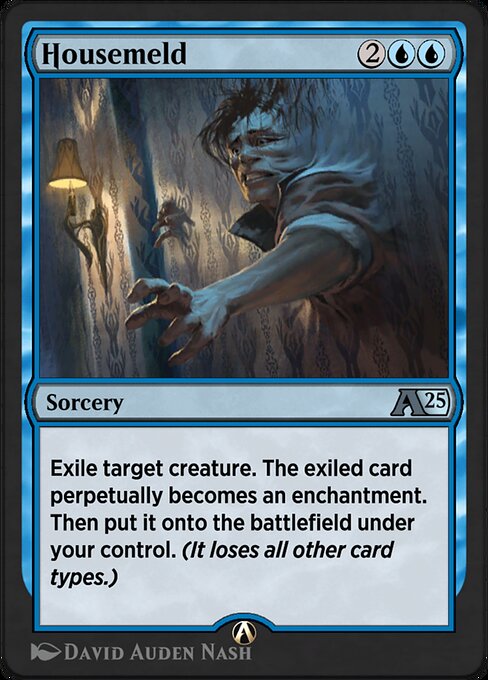 Housemeld 2
Sorcery A25
Exile target creature. The exiled card
perpetually becomes an enchantment.
Then put it onto the battlefield under
your control. (It loses all other card
types.)
David Auden Nash